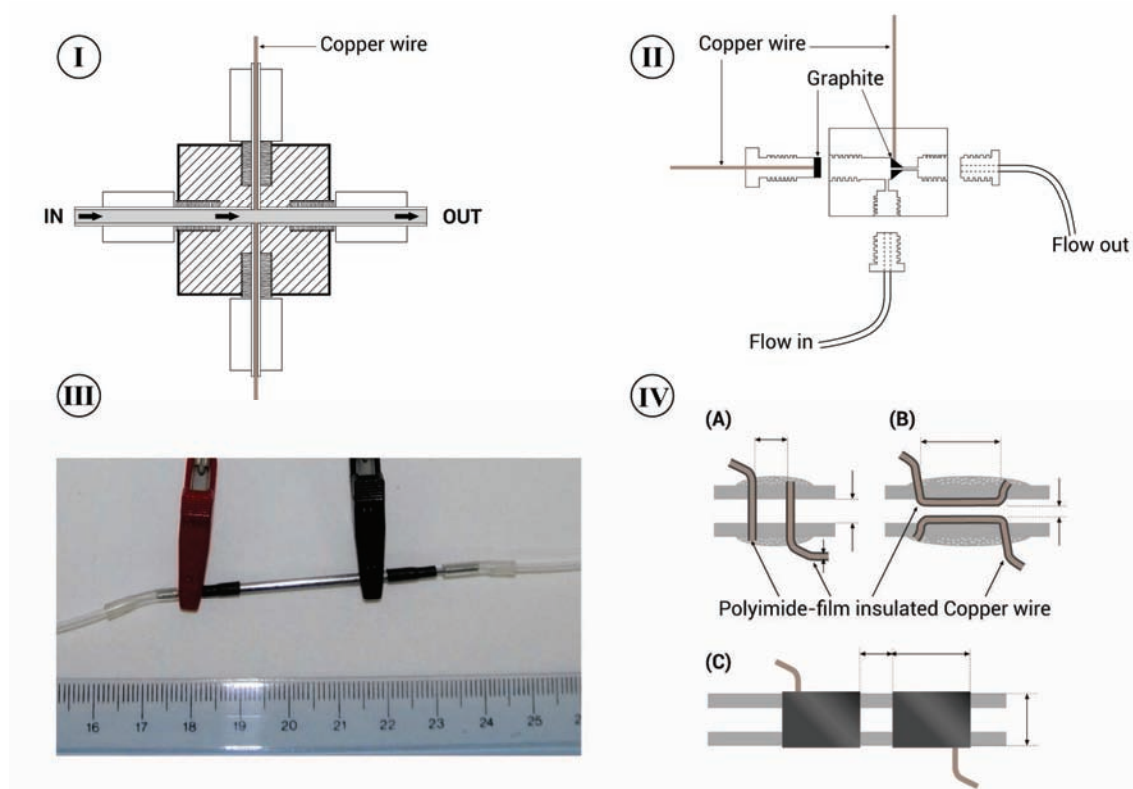 I
Copper wire
IN
OUT
II
Copper wire
Graphite
Flow out
Flow in
III
16 17 18 19 20 21 22 23 24 25
IV
(A)
(B)
Polyimide-film insulated Copper wire
(C)